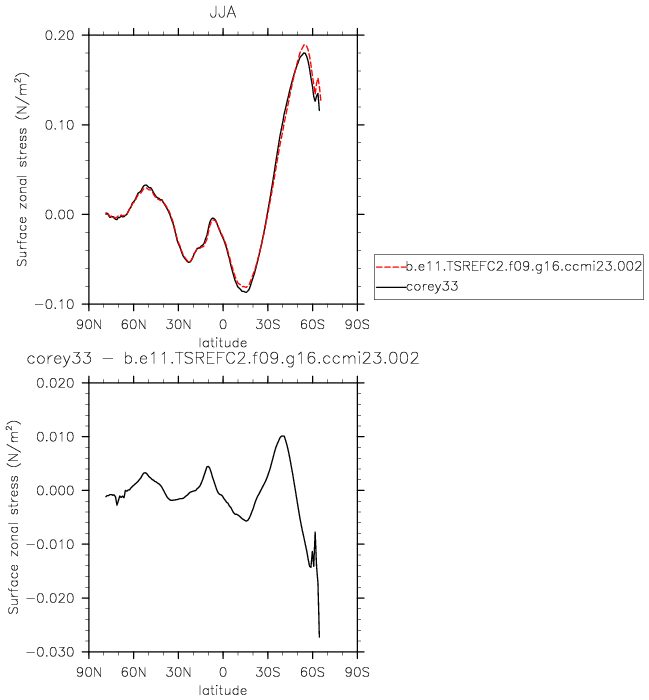 JJA
0.20
0.10
0.00
−0.10
Surface zonal stress (N/m²)
90N 60N 30N 0 30S 60S 90S
latitude
b.e11.TSREFC2.f09.g16.ccmi23.002
corey33
corey33 − b.e11.TSREFC2.f09.g16.ccmi23.002
0.020
0.010
0.000
−0.010
−0.020
−0.030
Surface zonal stress (N/m²)
90N 60N 30N 0 30S 60S 90S
latitude